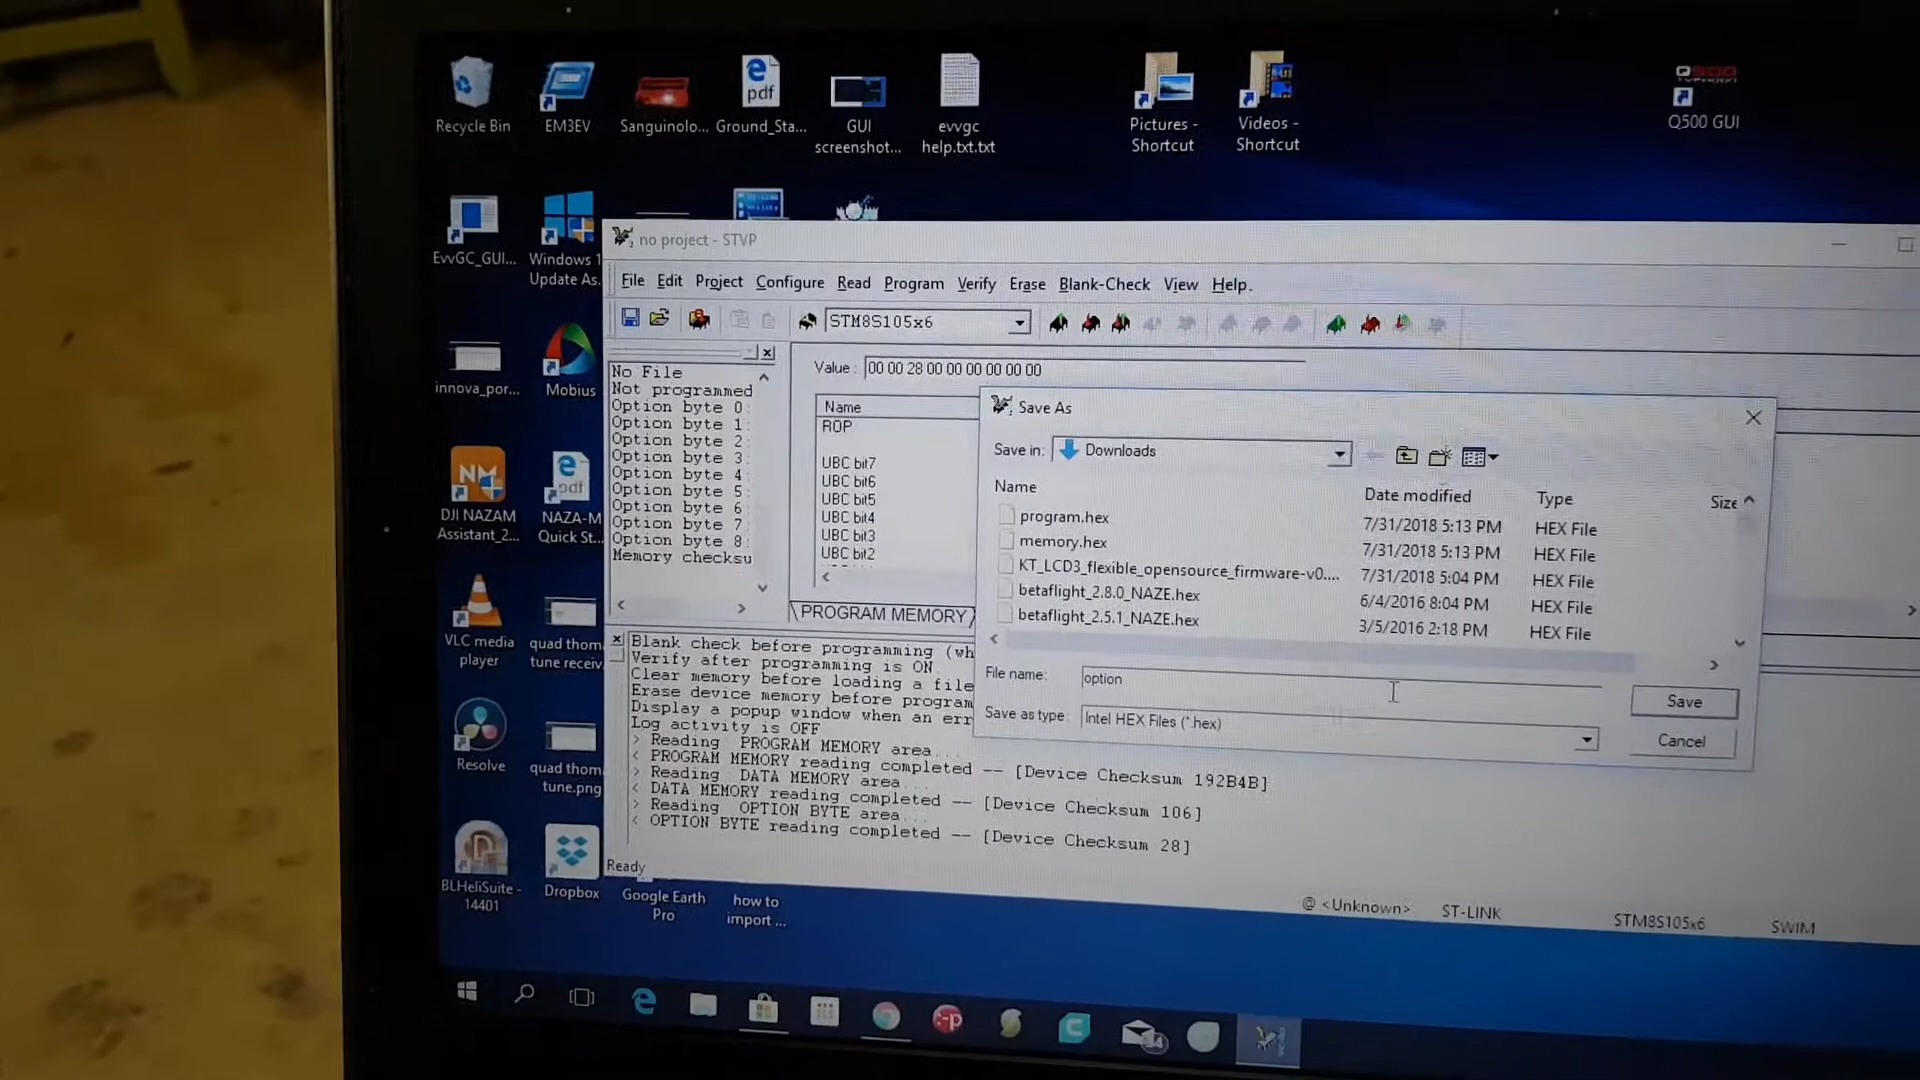 Recycle Bin
EM3EV
Sanguinolo...
Ground_Sta...
pdf
GUI
screenshot...
evvgc
help.txt.txt
Pictures -
Shortcut
Videos -
Shortcut
Q500 GUI
EvvGC_GUI...
Windows 1
Update As.
innova_por...
Mobius
DJI NAZAM
Assistant_2...
pdf
NAZA-M
Quick St...
VLC media
player
quad thom
tune receiv
Resolve
quad thom
tune.png
BLHeliSuite -
14401
Dropbox
Google Earth
Pro
how to
import ...
no project - STVP
File Edit Project Configure Read Program Verify Erase Blank-Check View Help.
STM8S105x6
No File
Not programmed
Option byte 0:
Option byte 1:
Option byte 2:
Option byte 3:
Option byte 4:
Option byte 5:
Option byte 6:
Option byte 7:
Option byte 8:
Memory checksu
Value : 00 00 28 00 00 00 00 00 00
Name
ROP
UBC bit7
UBC bit6
UBC bit5
UBC bit4
UBC bit3
UBC bit2
PROGRAM MEMORY
Save As
Save in: Downloads
Name Date modified Type Size
program.hex 7/31/2018 5:13 PM HEX File
memory.hex 7/31/2018 5:13 PM HEX File
KT_LCD3_flexible_opensource_firmware-v0.... 7/31/2018 5:04 PM HEX File
betaflight_2.8.0_NAZE.hex 6/4/2016 8:04 PM HEX File
betaflight_2.5.1_NAZE.hex 3/5/2016 2:18 PM HEX File
File name: option
Save
Save as type: Intel HEX Files (*.hex)
Cancel
Blank check before programming (wh
Verify after programming is ON
Clear memory before loading a file
Erase device memory before program
Display a popup window when an err
Log activity is OFF
> Reading PROGRAM MEMORY area...
< PROGRAM MEMORY reading completed -- [Device Checksum 192B4B]
> Reading DATA MEMORY area...
< DATA MEMORY reading completed -- [Device Checksum 106]
> Reading OPTION BYTE area...
< OPTION BYTE reading completed -- [Device Checksum 28]
Ready
@ <Unknown> ST-LINK STM8S105x6 SWIM